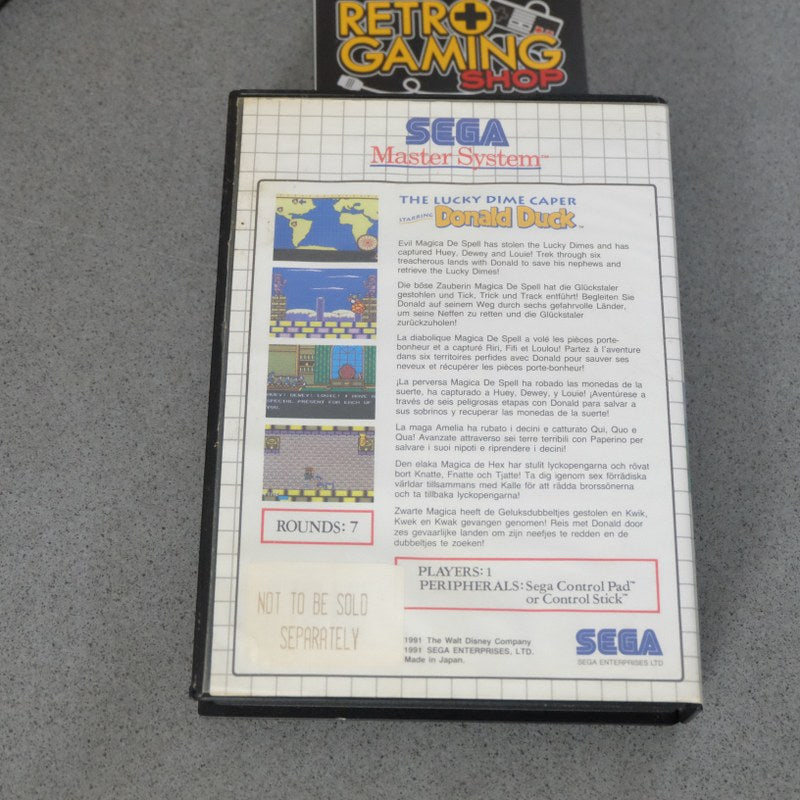 RETRO
GAMING
SHOP
SEGA
Master System™
THE LUCKY DIME CAPER
STARRING Donald Duck™
Evil Magica De Spell has stolen the Lucky Dimes and has
captured Huey, Dewey and Louie! Trek through six
treacherous lands with Donald to save his nephews and
retrieve the Lucky Dimes!
Die böse Zauberin Magica De Spell hat die Glückstaler
gestohlen und Tick, Trick und Track entführt! Begleiten Sie
Donald auf seinem Weg durch sechs gefahrvolle Länder,
um seine Neffen zu retten und die Glückstaler
zurückzuholen!
La diabolique Magica De Spell a volé les pièces porte-
bonheur et a capturé Riri, Fifi et Loulou! Partez à l'aventure
dans six territoires perfides avec Donald pour sauver ses
neveux et récupérer les pièces porte-bonheur!
¡La perversa Magica De Spell ha robado las monedas de la
suerte, ha capturado a Huey, Dewey, y Louie! ¡Aventúrese a
través de seis peligrosas etapas con Donald para salvar a
sus sobrinos y recuperar las monedas de la suerte!
La maga Amelia ha rubato i decini e catturato Qui, Quo e
Qua! Avanzate attraverso sei terre terribili con Paperino per
salvare i suoi nipoti e riprendere i decini!
Den elaka Magica de Hex har stulit lyckopengarna och rövat
bort Knatte, Fnatte och Tjatte! Ta dig igenom sex förrädiska
världar tillsammans med Kalle för att rädda brorssönerna
och ta tillbaka lyckopengarna!
Zwarte Magica heeft de Geluksdubbeltjes gestolen en Kwik,
Kwek en Kwak gevangen genomen! Reis met Donald door
zes gevaarlijke landen om zijn neefjes te redden en de
dubbeltjes te zoeken!
HUEY! DEWEY! LOUIE! I HAVE A
SPECIAL PRESENT FOR EACH OF
YOU.
ROUNDS: 7
PLAYERS: 1
PERIPHERALS: Sega Control Pad™
or Control Stick™
NOT TO BE SOLD
SEPARATELY
1991 The Walt Disney Company
1991 SEGA ENTERPRISES, LTD.
Made in Japan.
SEGA
SEGA ENTERPRISES LTD